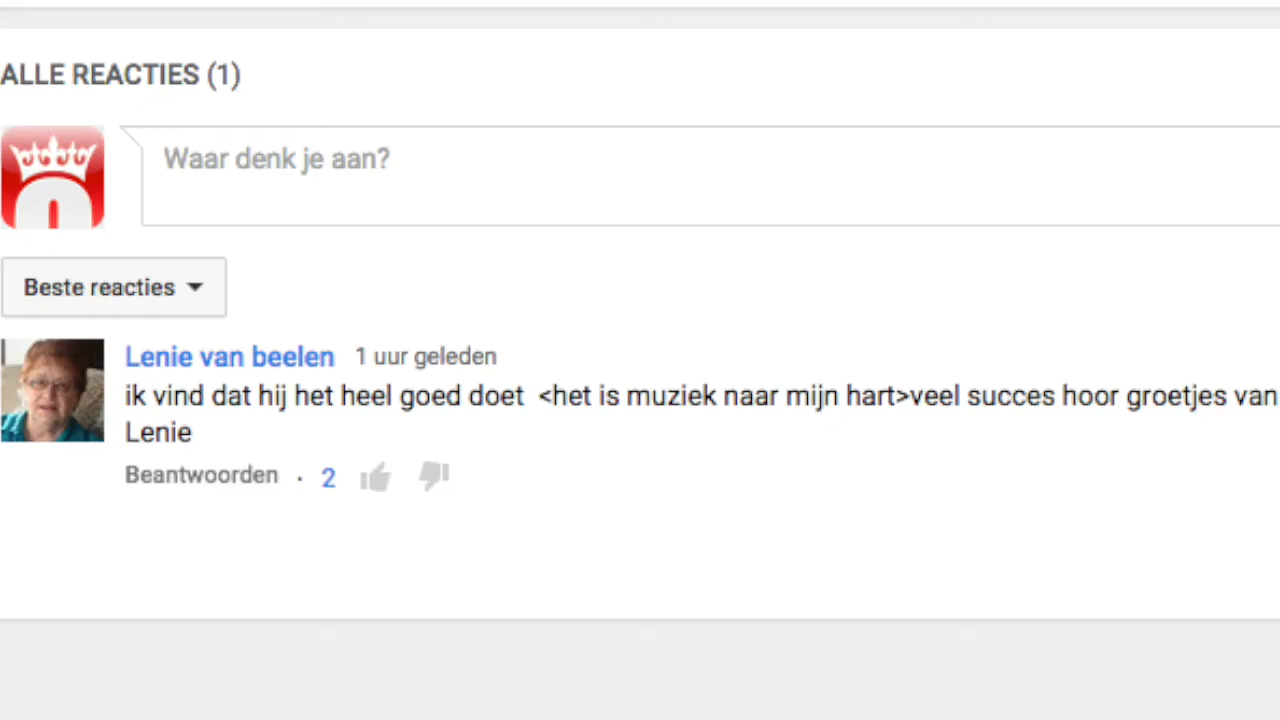 ALLE REACTIES (1)
Waar denk je aan?
Beste reacties
Lenie van beelen 1 uur geleden
ik vind dat hij het heel goed doet <het is muziek naar mijn hart>veel succes hoor groetjes van
Lenie
Beantwoorden · 2